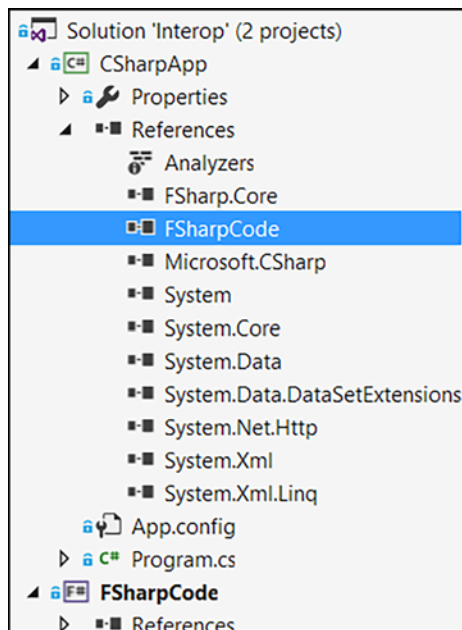 Solution 'Interop' (2 projects)
C# CSharpApp
Properties
References
Analyzers
FSharp.Core
FSharpCode
Microsoft.CSharp
System
System.Core
System.Data
System.Data.DataSetExtensions
System.Net.Http
System.Xml
System.Xml.Linq
App.config
C# Program.cs
F# FSharpCode
References